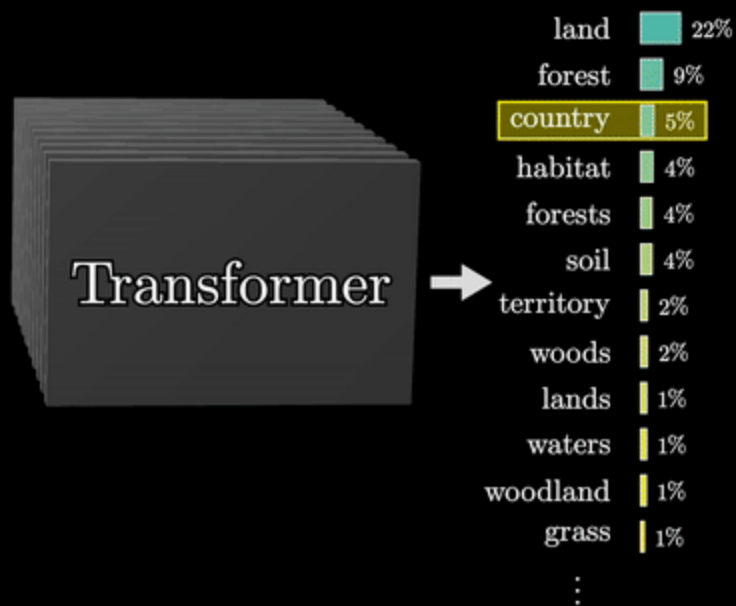 land 22%
forest 9%
country 5%
habitat 4%
forests 4%
Transformer
soil 4%
territory 2%
woods 2%
lands 1%
waters 1%
woodland 1%
grass 1%
⋮